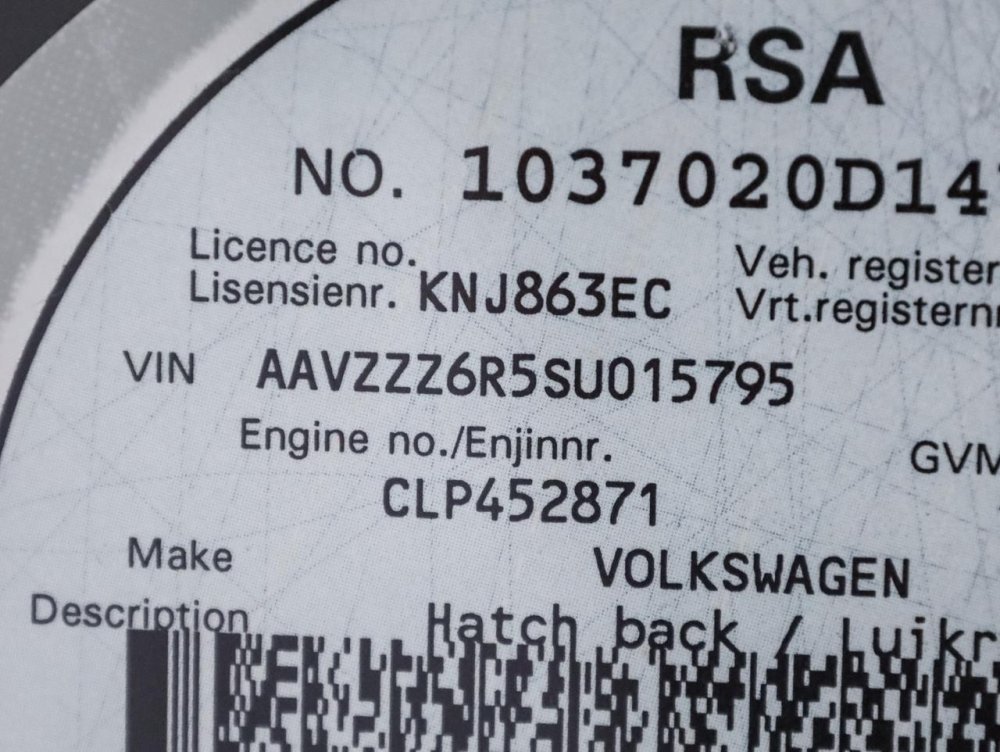 RSA
NO. 1037020D14
Licence no.
Lisensienr. KNJ863EC
Veh. register
Vrt.registernr
VIN AAVZZZ6R5SU015795
Engine no./Enjinnr.
GVM
CLP452871
Make VOLKSWAGEN
Description Hatch back / Luikr